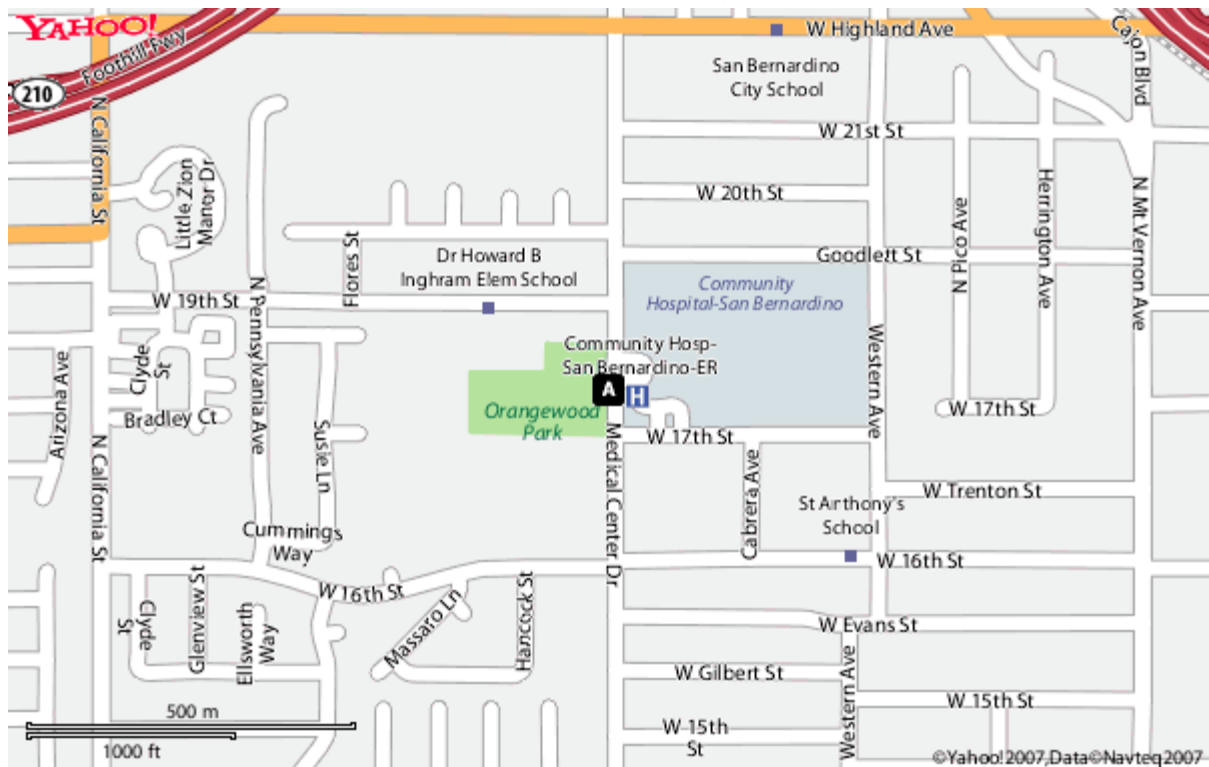 YAHOO!
W Highland Ave
Cajon Blvd
Foothill Fwy
210
San Bernardino
City School
N California St
W 21st St
Little Zion
Manor Dr
W 20th St
N Pico Ave
Herrington Ave
N Mt Vernon Ave
Flores St
Dr Howard B
Inghram Elem School
Goodlett St
Community
Hospital-San Bernardino
W 19th St
N Pennsylvania Ave
Community Hosp-
San Bernardino-ER
Western Ave
Arizona Ave
Clyde
St
A
H
Orangewood
Park
Bradley Ct
W 17th St
W 17th St
Susie Ln
N California St
Medical Center Dr
Cabrera Ave
W Trenton St
St Anthony's
School
Cummings
Way
W 16th St
W 16th St
Clyde
St
Glenview St
Ellsworth
Way
Massaro Ln
Hancock St
W Evans St
W Gilbert St
Western Ave
W 15th St
W 15th
St
500 m
1000 ft
©Yahoo!2007,Data©Navteq2007